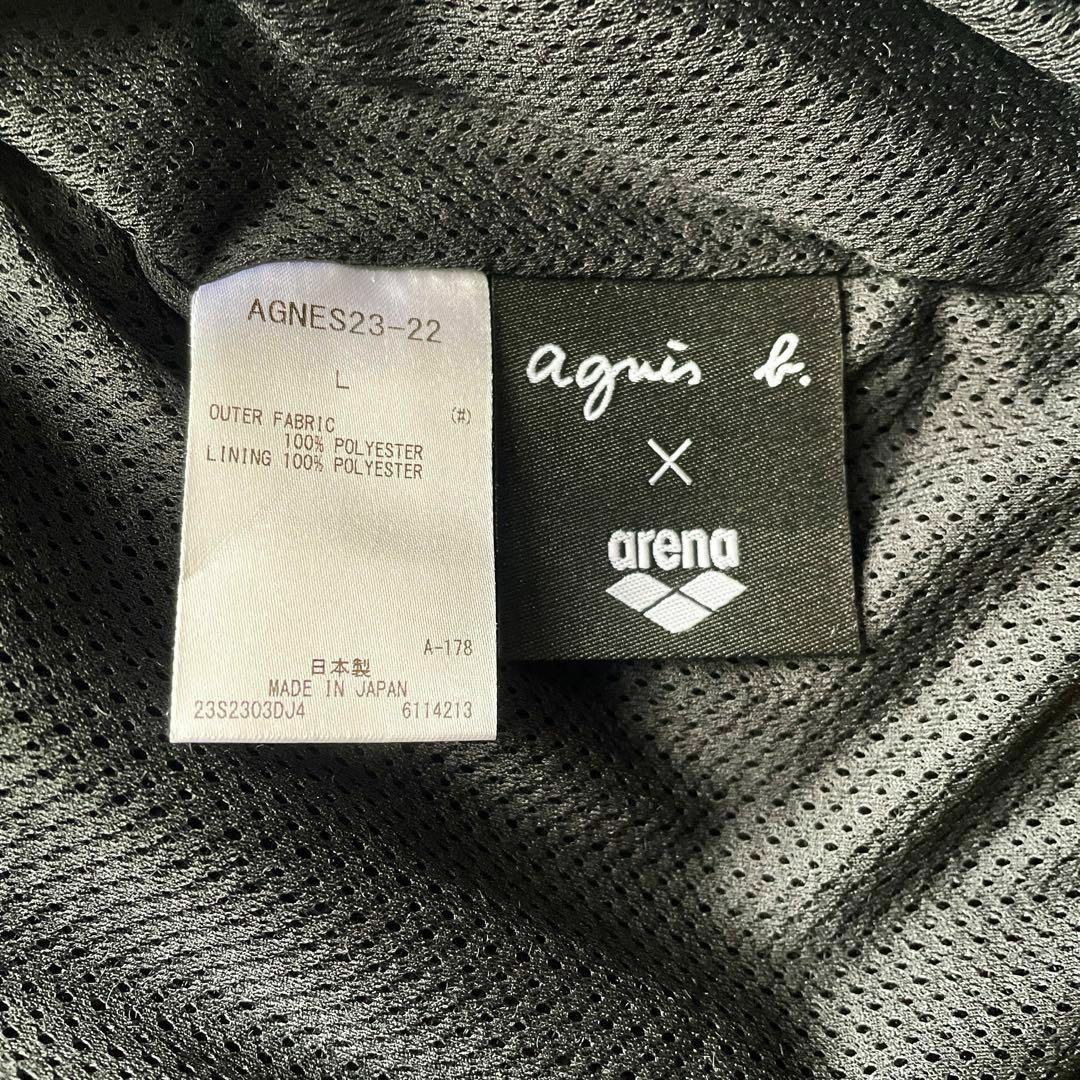 AGNES23-22
L
OUTER FABRIC (#)
100% POLYESTER
LINING 100% POLYESTER
A-178
日本製
MADE IN JAPAN
23S2303DJ4 6114213
agnès b.
×
arena